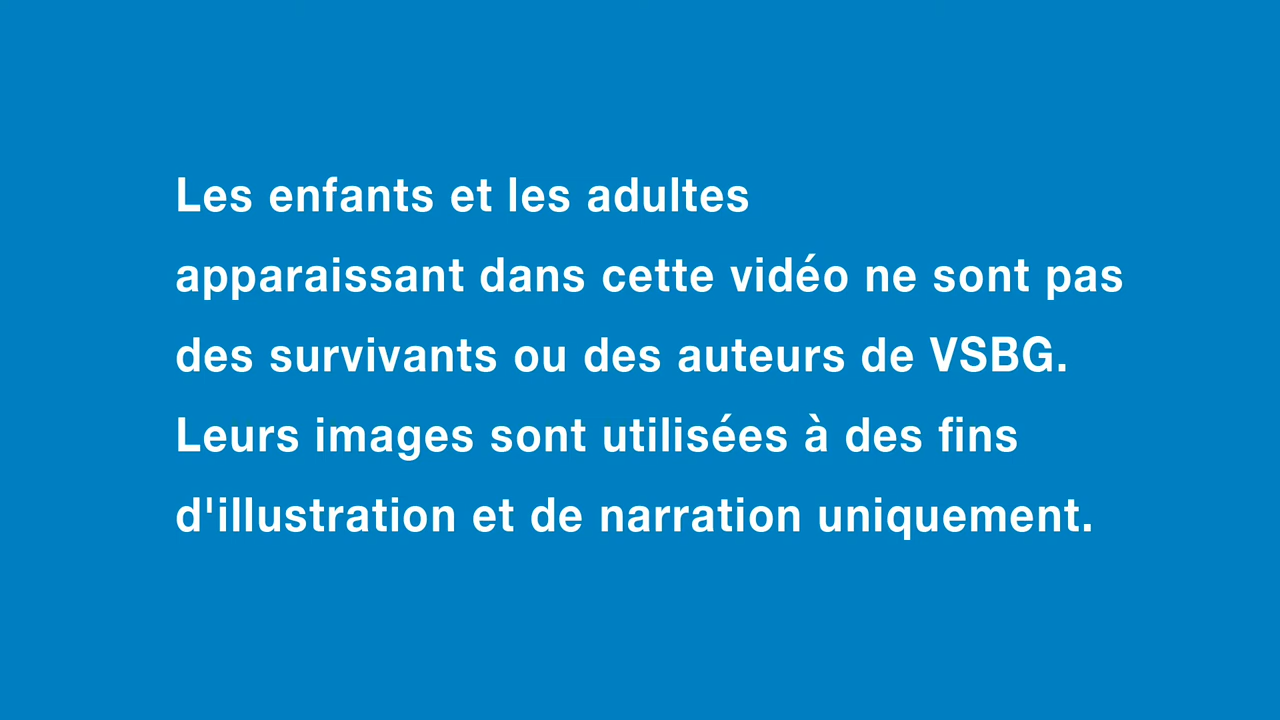 Les enfants et les adultes
apparaissant dans cette vidéo ne sont pas
des survivants ou des auteurs de VSBG.
Leurs images sont utilisées à des fins
d'illustration et de narration uniquement.